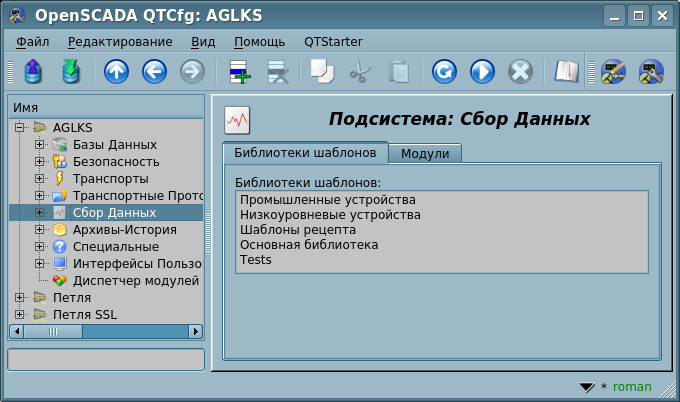 OpenSCADA QTCfg: AGLKS
Файл Редактирование Вид Помощь QTStarter
Имя
AGLKS
Базы Данных
Безопасность
Транспорты
Транспортные Прото
Сбор Данных
Архивы-История
Специальные
Интерфейсы Пользо
Диспетчер модулей
Петля
Петля SSL
Подсистема: Сбор Данных
Библиотеки шаблонов Модули
Библиотеки шаблонов:
Промышленные устройства
Низкоуровневые устройства
Шаблоны рецепта
Основная библиотека
Tests
* roman